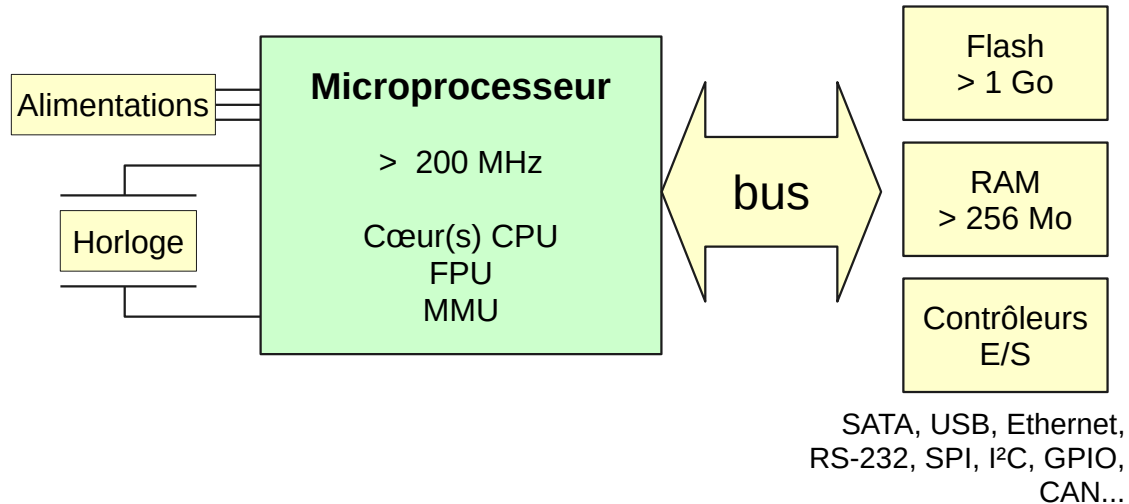 Alimentations
Horloge
Microprocesseur
> 200 MHz
Cœur(s) CPU
FPU
MMU
bus
Flash
> 1 Go
RAM
> 256 Mo
Contrôleurs
E/S
SATA, USB, Ethernet,
RS-232, SPI, I²C, GPIO,
CAN...